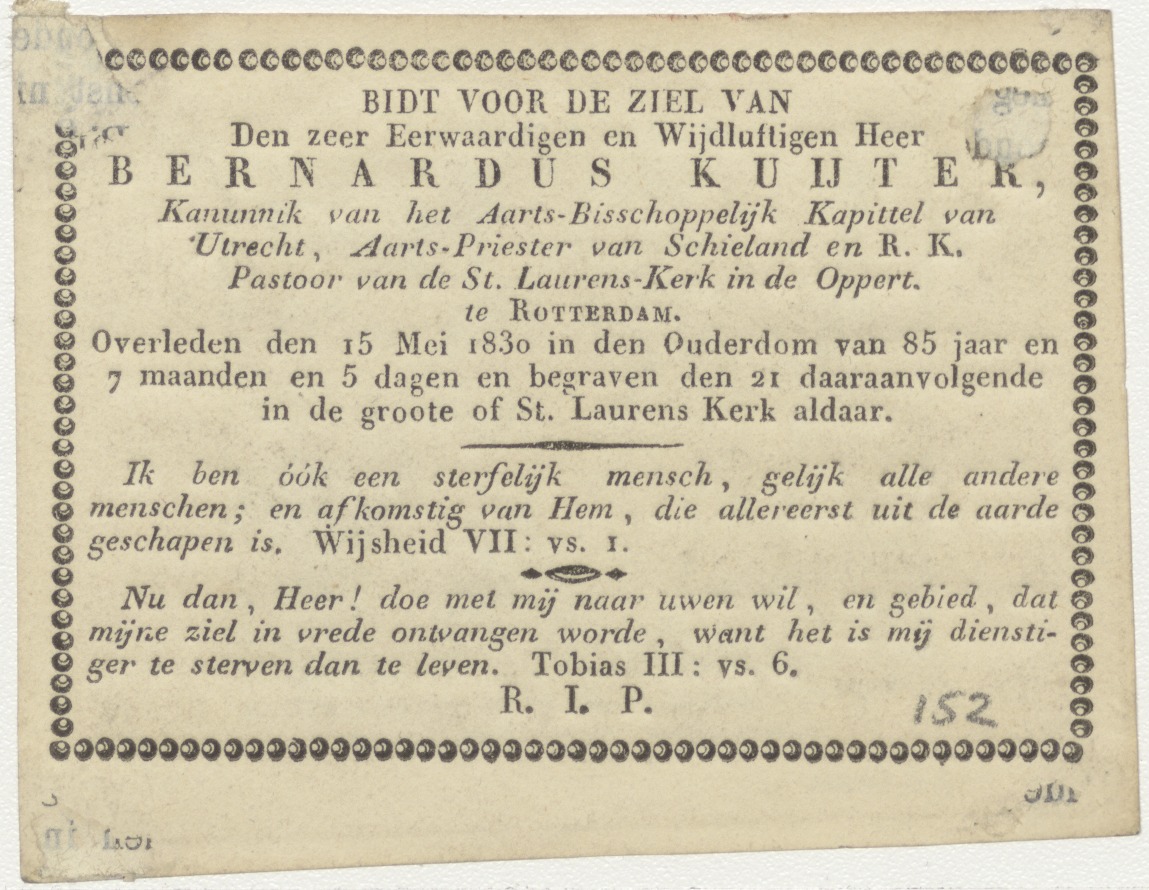 BIDT VOOR DE ZIEL VAN
Den zeer Eerwaardigen en Wijdluftigen Heer
BERNARDUS KUIJTER,
Kanunnik van het Aarts-Bisschoppelijk Kapittel van
Utrecht, Aarts-Priester van Schieland en R. K.
Pastoor van de St. Laurens-Kerk in de Oppert.
te ROTTERDAM.
Overleden den 15 Mei 1830 in den Ouderdom van 85 jaar en
7 maanden en 5 dagen en begraven den 21 daaraanvolgende
in de groote of St. Laurens Kerk aldaar.
Ik ben óók een sterfelijk mensch, gelijk alle andere
menschen; en afkomstig van Hem, die allereerst uit de aarde
geschapen is. Wijsheid VII: vs. 1.
Nu dan, Heer! doe met mij naar uwen wil, en gebied, dat
mijne ziel in vrede ontvangen worde, want het is mij diensti-
ger te sterven dan te leven. Tobias III: vs. 6.
R. I. P.
152